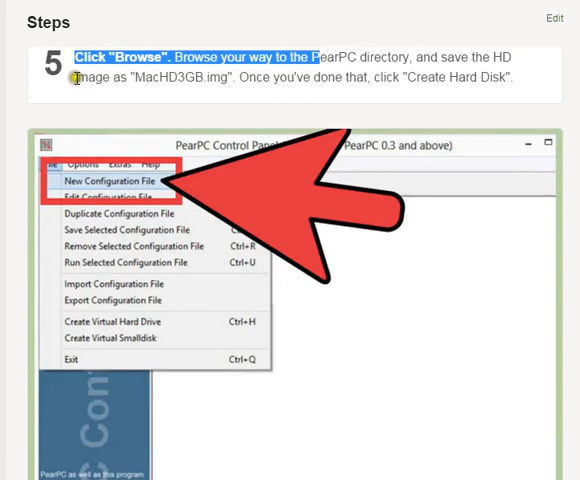 Steps
Edit
5
Click "Browse". Browse your way to the PearPC directory, and save the HD
Image as "MacHD3GB.img". Once you've done that, click "Create Hard Disk".
PearPC Control Panel PearPC 0.3 and above)
File Options Extras Help
New Configuration File
Edit Configuration File
Duplicate Configuration File
Save Selected Configuration File
Remove Selected Configuration File Ctrl+R
Run Selected Configuration File Ctrl+U
Import Configuration File
Export Configuration File
Create Virtual Hard Drive Ctrl+H
Create Virtual Smalldisk
Exit Ctrl+Q
PearPC as well as this program